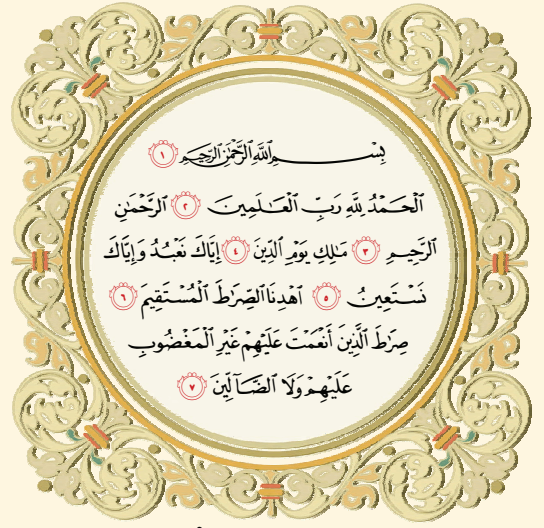 بِسْمِ ٱللَّهِ ٱلرَّحْمَٰنِ ٱلرَّحِيمِ ١
ٱلْحَمْدُ لِلَّهِ رَبِّ ٱلْعَٰلَمِينَ ٢ ٱلرَّحْمَٰنِ
ٱلرَّحِيمِ ٣ مَٰلِكِ يَوْمِ ٱلدِّينِ ٤ إِيَّاكَ نَعْبُدُ وَإِيَّاكَ
نَسْتَعِينُ ٥ ٱهْدِنَا ٱلصِّرَٰطَ ٱلْمُسْتَقِيمَ ٦
صِرَٰطَ ٱلَّذِينَ أَنْعَمْتَ عَلَيْهِمْ غَيْرِ ٱلْمَغْضُوبِ
عَلَيْهِمْ وَلَا ٱلضَّآلِّينَ ٧